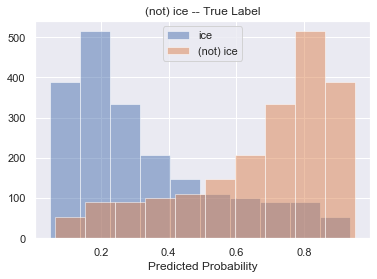 (not) ice -- True Label
ice
(not) ice
500
400
300
200
100
0
0.2 0.4 0.6 0.8
Predicted Probability